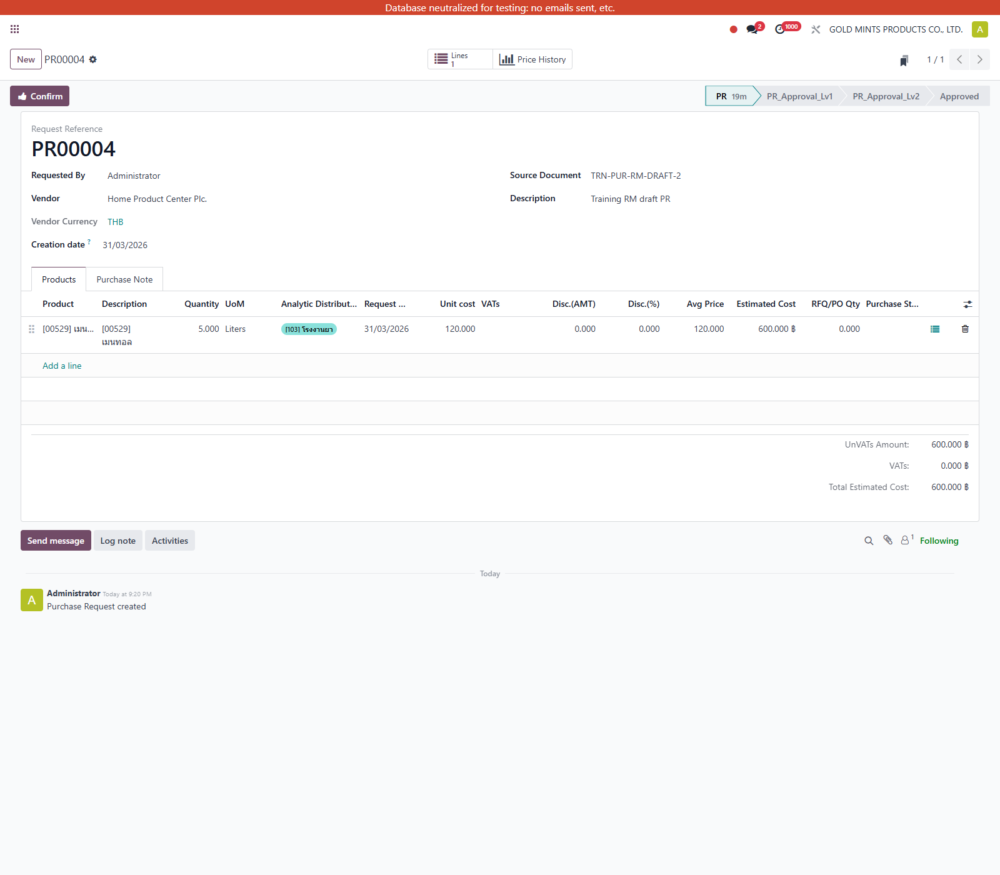 Database neutralized for testing: no emails sent, etc.
2
1000
GOLD MINTS PRODUCTS CO., LTD.
A
New
PR00004
Lines
1
Price History
1 / 1
Confirm
PR 19m
PR_Approval_Lv1
PR_Approval_Lv2
Approved
Request Reference
PR00004
Requested By Administrator
Source Document TRN-PUR-RM-DRAFT-2
Vendor Home Product Center Plc.
Description Training RM draft PR
Vendor Currency THB
Creation date ? 31/03/2026
Products
Purchase Note
Product Description Quantity UoM Analytic Distribut... Request ... Unit cost VATs Disc.(AMT) Disc.(%) Avg Price Estimated Cost RFQ/PO Qty Purchase St...
[00529] เมน... [00529] 5.000 Liters [103] โรงงานยา 31/03/2026 120.000 0.000 0.000 120.000 600.000 ฿ 0.000
เมนทอล
Add a line
UnVATs Amount: 600.000 ฿
VATs: 0.000 ฿
Total Estimated Cost: 600.000 ฿
Send message
Log note
Activities
1
Following
Today
A
Administrator Today at 9:20 PM
Purchase Request created